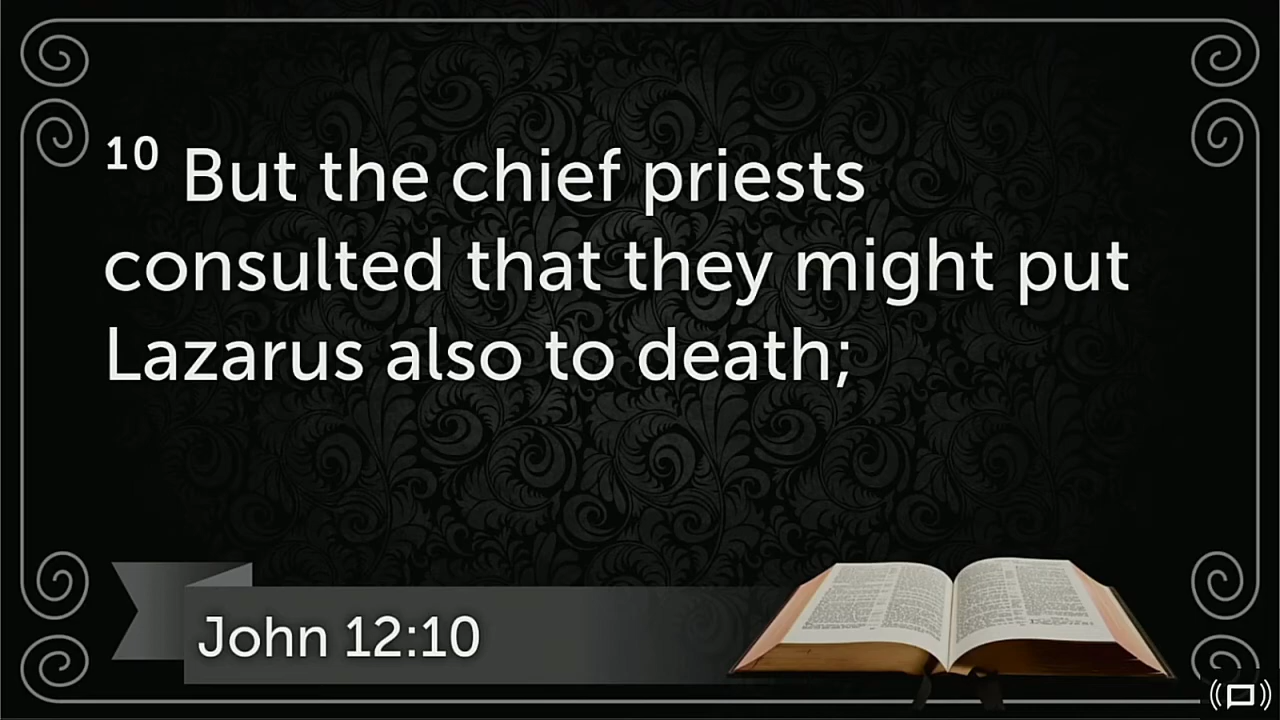 10 But the chief priests
consulted that they might put
Lazarus also to death;
John 12:10